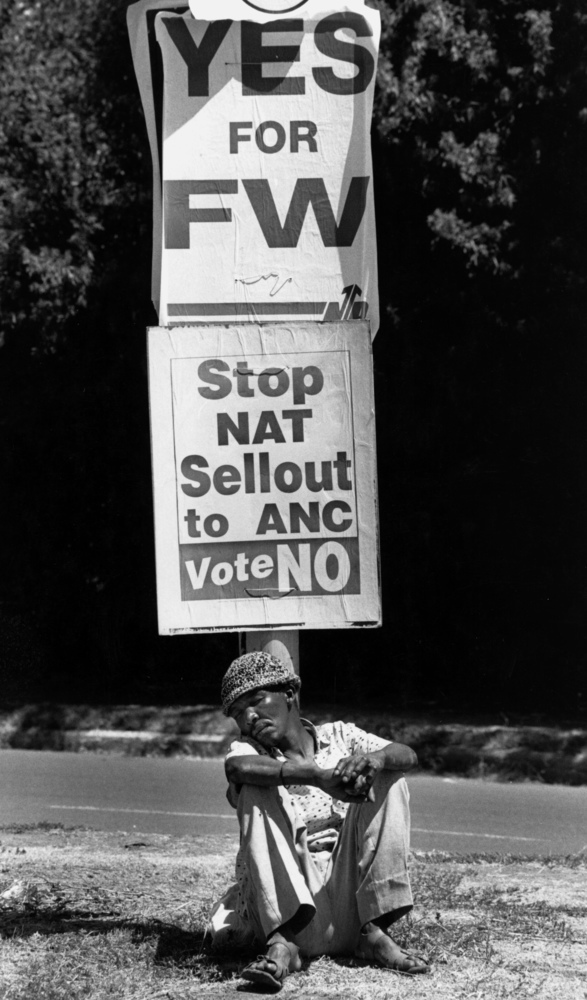 YES
FOR
FW
Stop
NAT
Sellout
to ANC
Vote NO